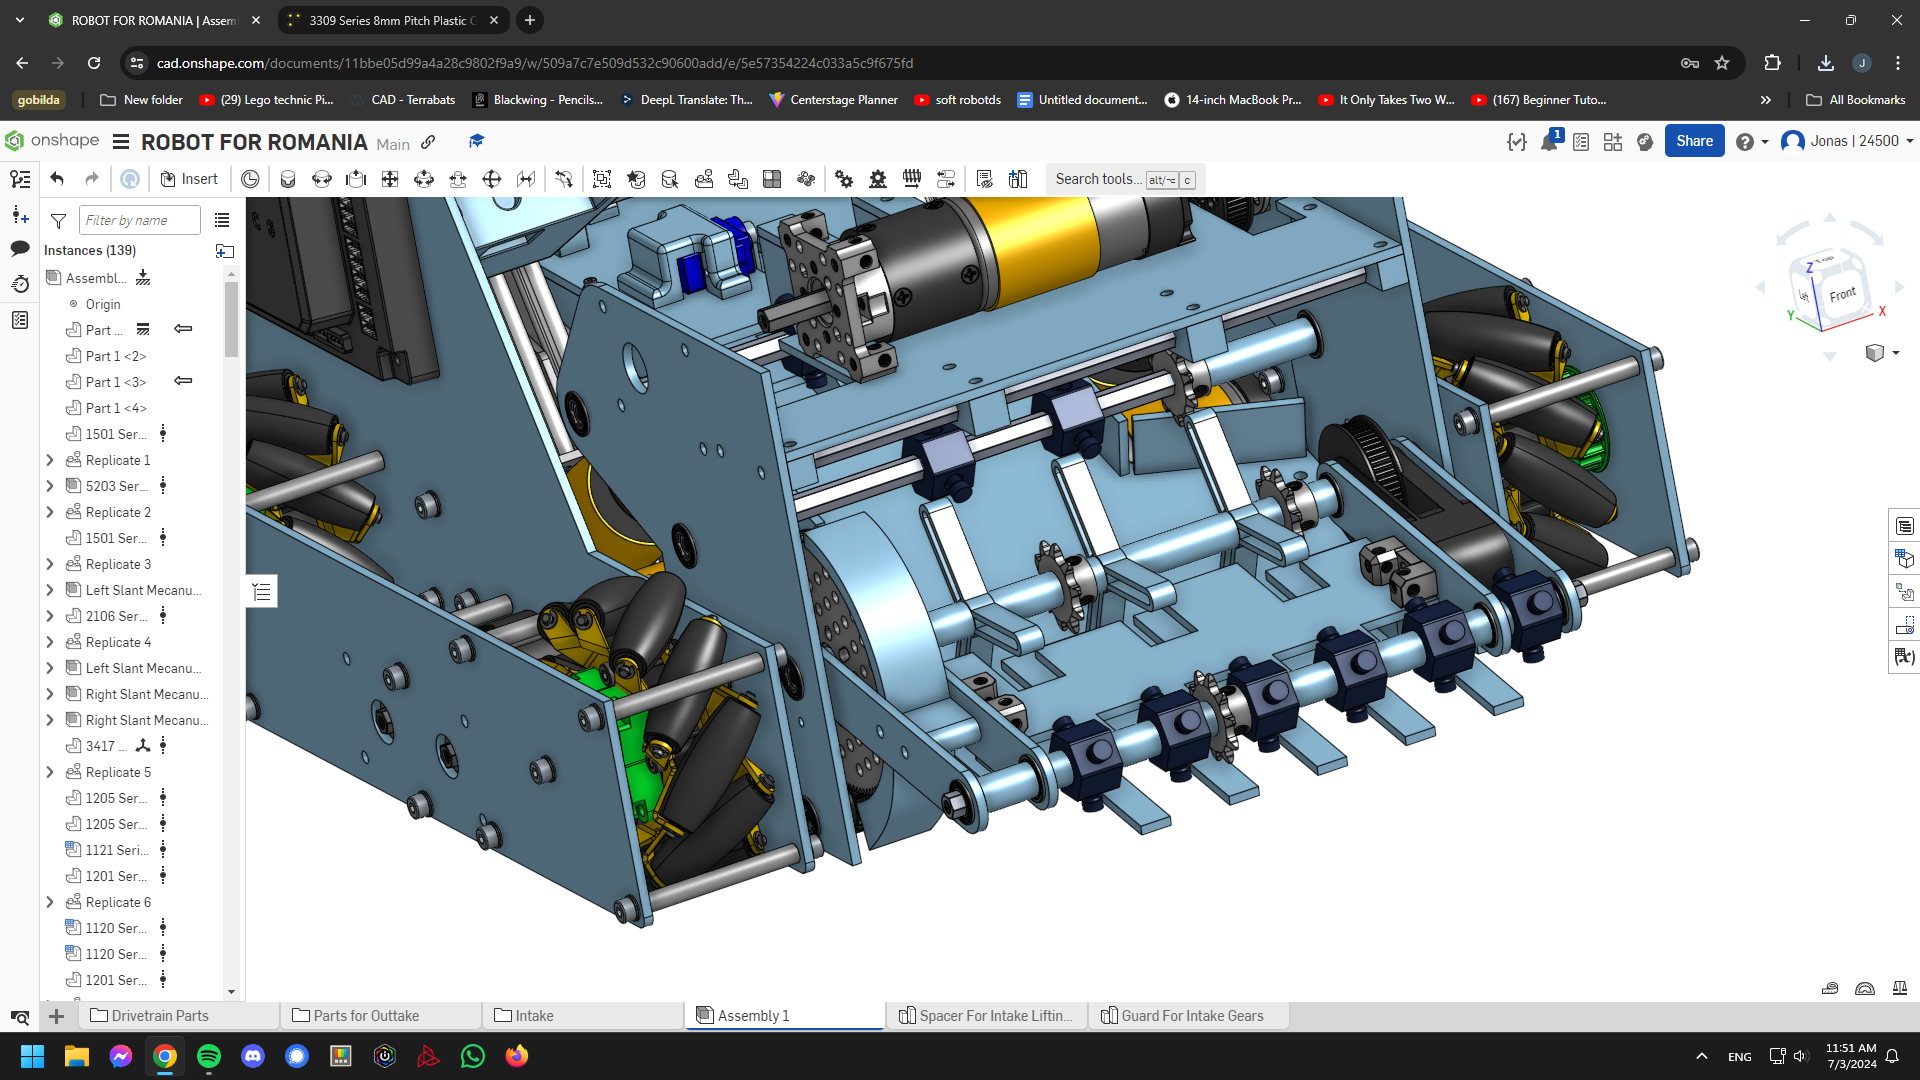 ROBOT FOR ROMANIA | Assem
3309 Series 8mm Pitch Plastic C
cad.onshape.com/documents/11bbe05d99a4a28c9802f9a9/w/509a7c7e509d532c90600add/e/5e57354224c033a5c9f675fd
J
gobilda
New folder
(29) Lego technic Pi...
CAD - Terrabats
Blackwing - Pencils...
DeepL Translate: Th...
Centerstage Planner
soft robotds
Untitled document...
14-inch MacBook Pr...
It Only Takes Two W...
(167) Beginner Tuto...
All Bookmarks
onshape
ROBOT FOR ROMANIA Main
1
Share
Jonas | 24500
Insert
Search tools... alt/⌥ c
Filter by name
Instances (139)
Assembl...
Origin
Part ...
Part 1 <2>
Part 1 <3>
Part 1 <4>
1501 Ser...
Replicate 1
5203 Ser...
Replicate 2
1501 Ser...
Replicate 3
Left Slant Mecanu...
2106 Ser...
Replicate 4
Left Slant Mecanu...
Right Slant Mecanu...
Right Slant Mecanu...
3417 ...
Replicate 5
1205 Ser...
1205 Ser...
1121 Seri...
1201 Ser...
Replicate 6
1120 Ser...
1120 Ser...
1201 Ser...
Top
Z
Left
Front
X
Y
Drivetrain Parts
Parts for Outtake
Intake
Assembly 1
Spacer For Intake Liftin...
Guard For Intake Gears
ENG
11:51 AM
7/3/2024